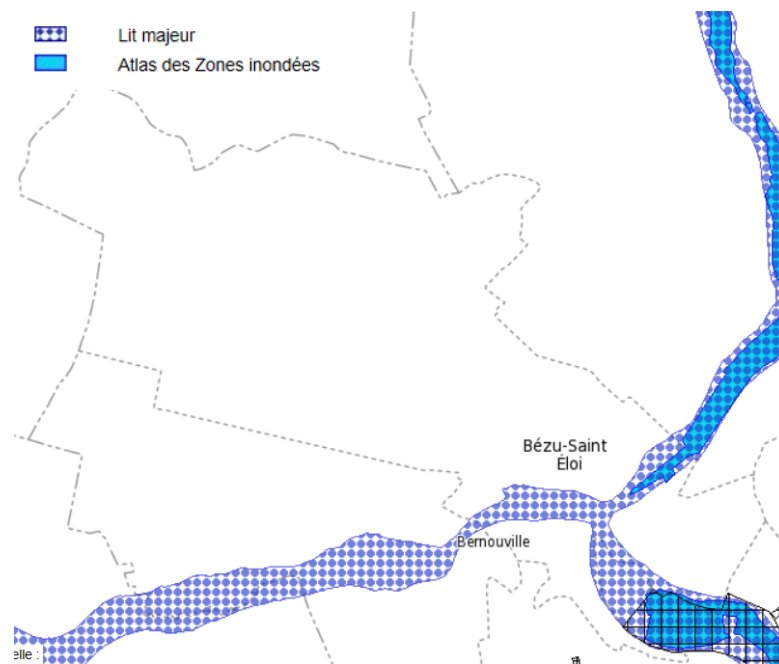 Lit majeur
Atlas des Zones inondées
Bézu-Saint
Éloi
Bernouville
elle :